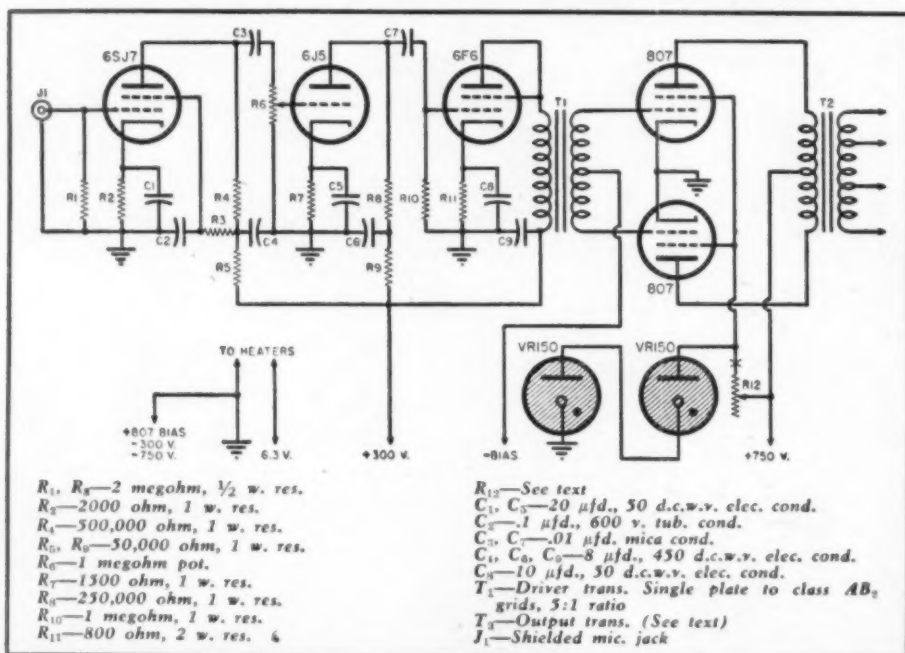 C3
C7
6SJ7
6J5
6F6
807
807
J1
R6
T1
T2
R1
R2
C1
R4
R7
C5
R8
R10
R11
C8
C2
R3
C4
C6
C9
R5
R9
VR150
VR150
R12
TO HEATERS
+807 BIAS
-300 V.
-750 V.
6.3 V.
+300 V.
-BIAS
+750 V.
R₁, R₃—2 megohm, 1/2 w. res.
R₂—2000 ohm, 1 w. res.
R₄—500,000 ohm, 1 w. res.
R₅, R₉—50,000 ohm, 1 w. res.
R₆—1 megohm pot.
R₇—1500 ohm, 1 w. res.
R₈—250,000 ohm, 1 w. res.
R₁₀—1 megohm, 1 w. res.
R₁₁—800 ohm, 2 w. res.
R₁₂—See text
C₁, C₅—20 μfd., 50 d.c.w.v. elec. cond.
C₂—.1 μfd., 600 v. tub. cond.
C₃, C₇—.01 μfd. mica cond.
C₄, C₆, C₉—8 μfd., 450 d.c.w.v. elec. cond.
C₈—10 μfd., 50 d.c.w.v. elec. cond.
T₁—Driver trans. Single plate to class AB₂
grids, 5:1 ratio
T₂—Output trans. (See text)
J₁—Shielded mic. jack